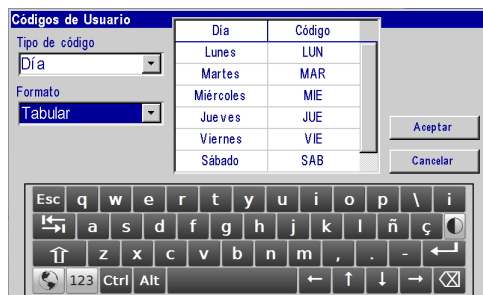 Códigos de Usuario
Tipo de código
Día
Formato
Tabular
Día Código
Lunes LUN
Martes MAR
Miércoles MIE
Jueves JUE
Viernes VIE
Sábado SAB
Aceptar
Cancelar
Esc q w e r t y u i o p \ i
a s d f g h j k l ñ ç
z x c v b n m , . -
123 Ctrl Alt